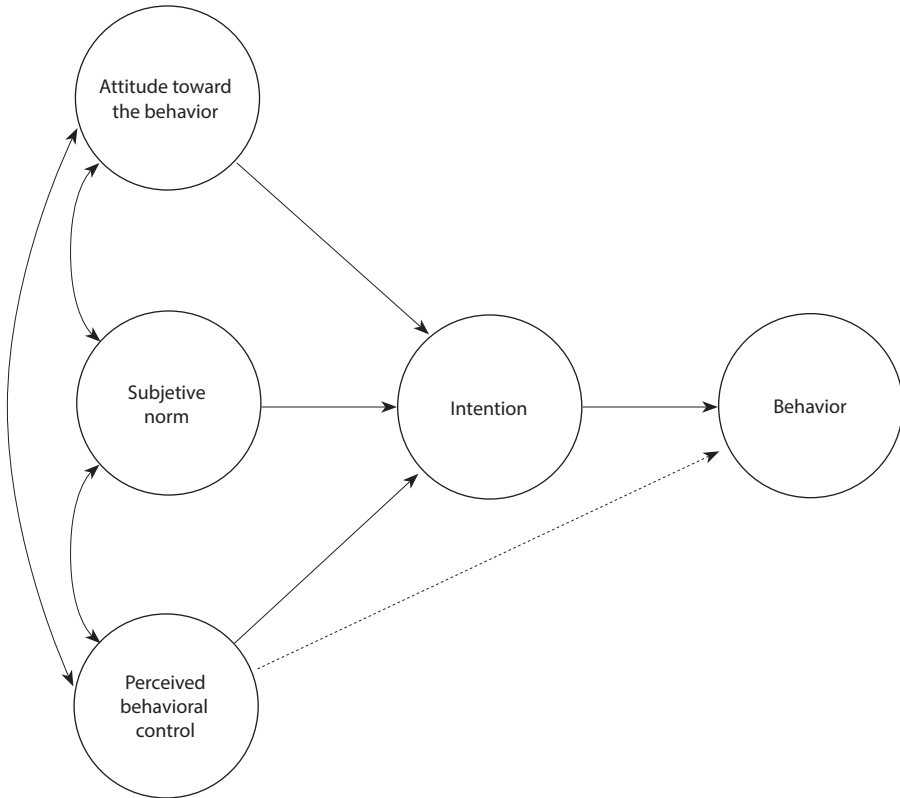 Attitude toward
the behavior
Subjetive
norm
Intention
Behavior
Perceived
behavioral
control